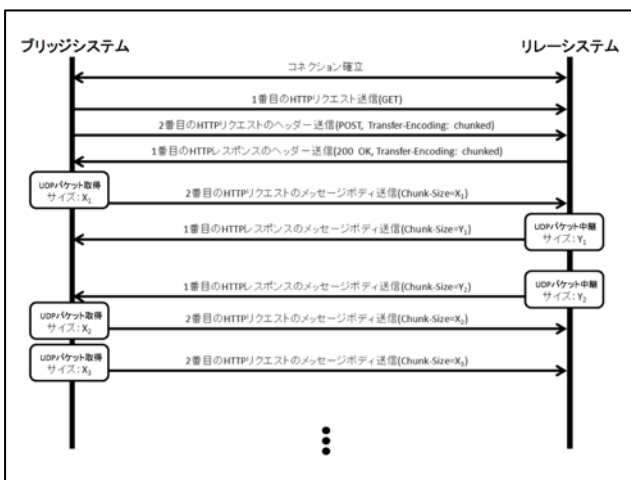 ブリッジシステム
リレーシステム
コネクション確立
1番目のHTTPリクエスト送信(GET)
2番目のHTTPリクエストのヘッダー送信(POST, Transfer-Encoding: chunked)
1番目のHTTPレスポンスのヘッダー送信(200 OK, Transfer-Encoding: chunked)
UDPパケット取得
サイズ: X₁
2番目のHTTPリクエストのメッセージボディ送信(Chunk-Size=X₁)
1番目のHTTPレスポンスのメッセージボディ送信(Chunk-Size=Y₁)
UDPパケット中継
サイズ: Y₁
1番目のHTTPレスポンスのメッセージボディ送信(Chunk-Size=Y₂)
UDPパケット中継
サイズ: Y₂
UDPパケット取得
サイズ: X₂
2番目のHTTPリクエストのメッセージボディ送信(Chunk-Size=X₂)
UDPパケット取得
サイズ: X₃
2番目のHTTPリクエストのメッセージボディ送信(Chunk-Size=X₃)